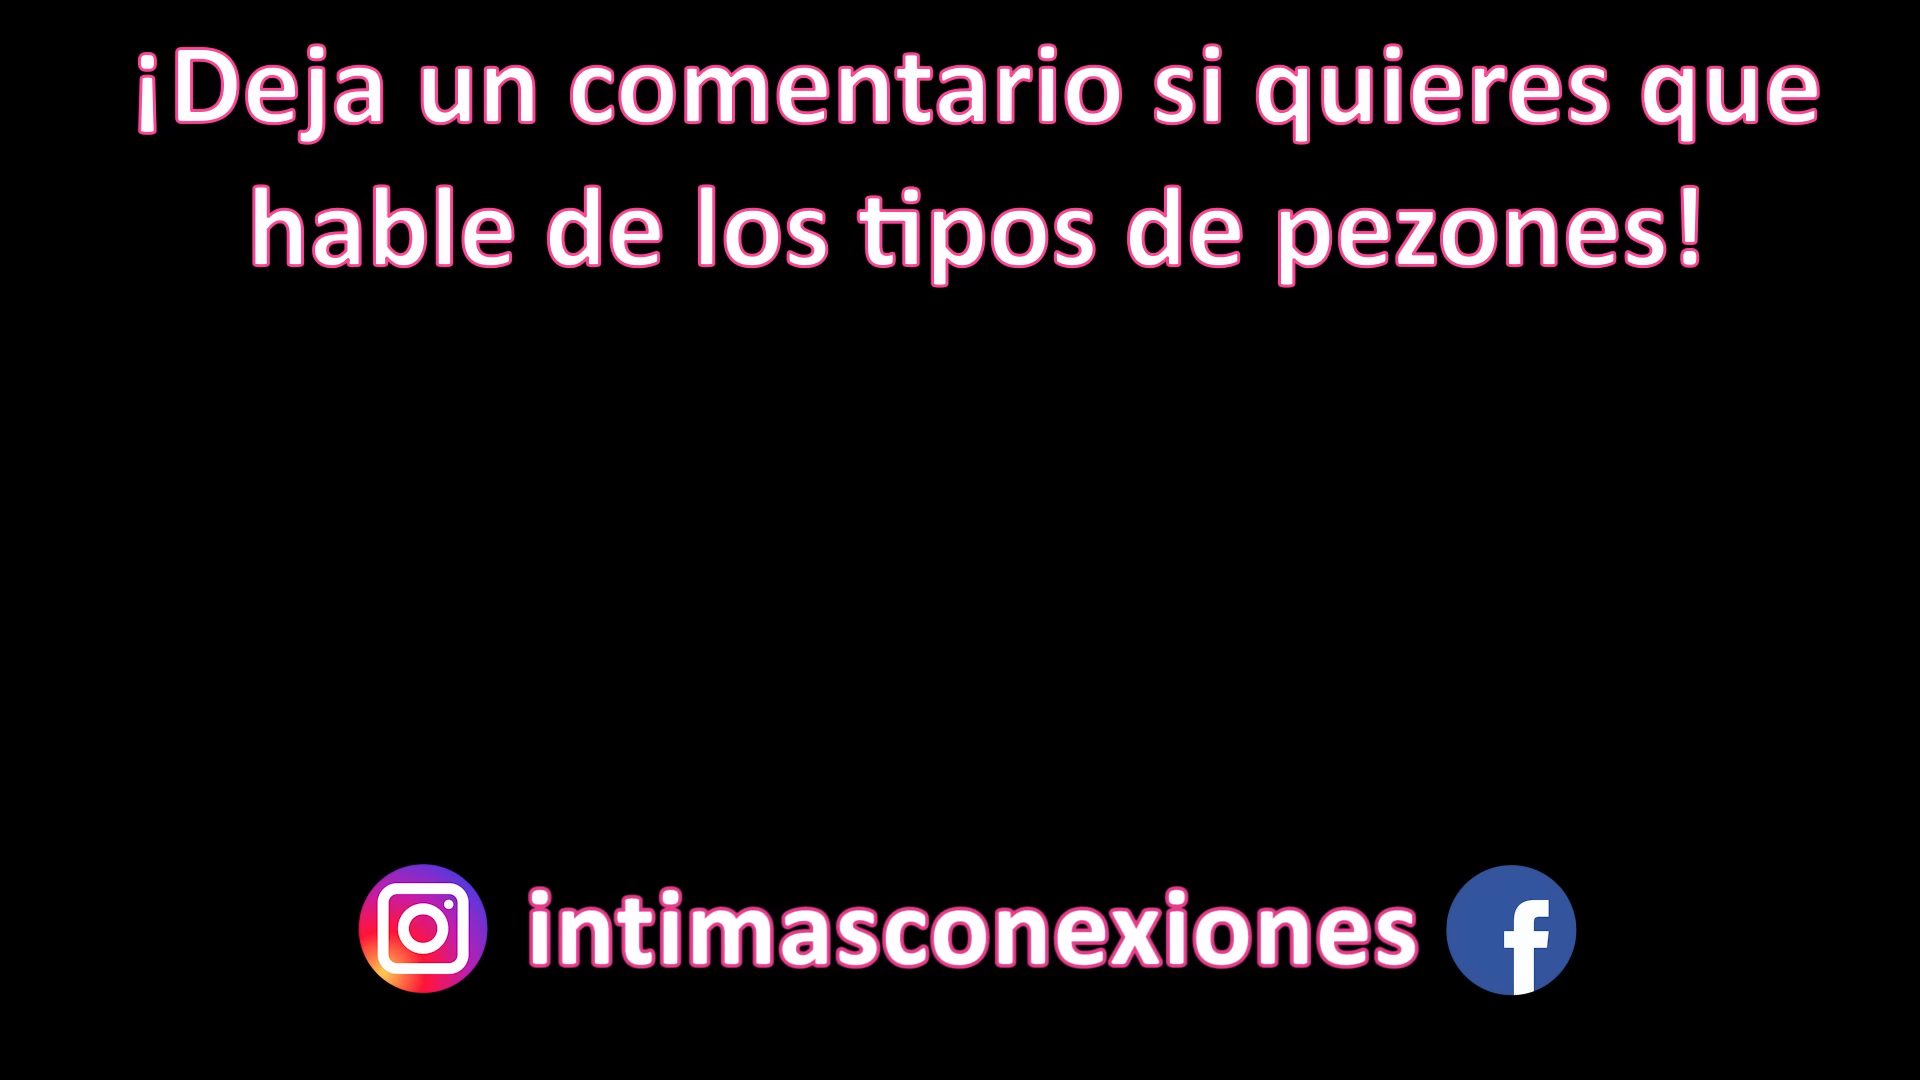 ¡Deja un comentario si quieres que
hable de los tipos de pezones!
intimasconexiones